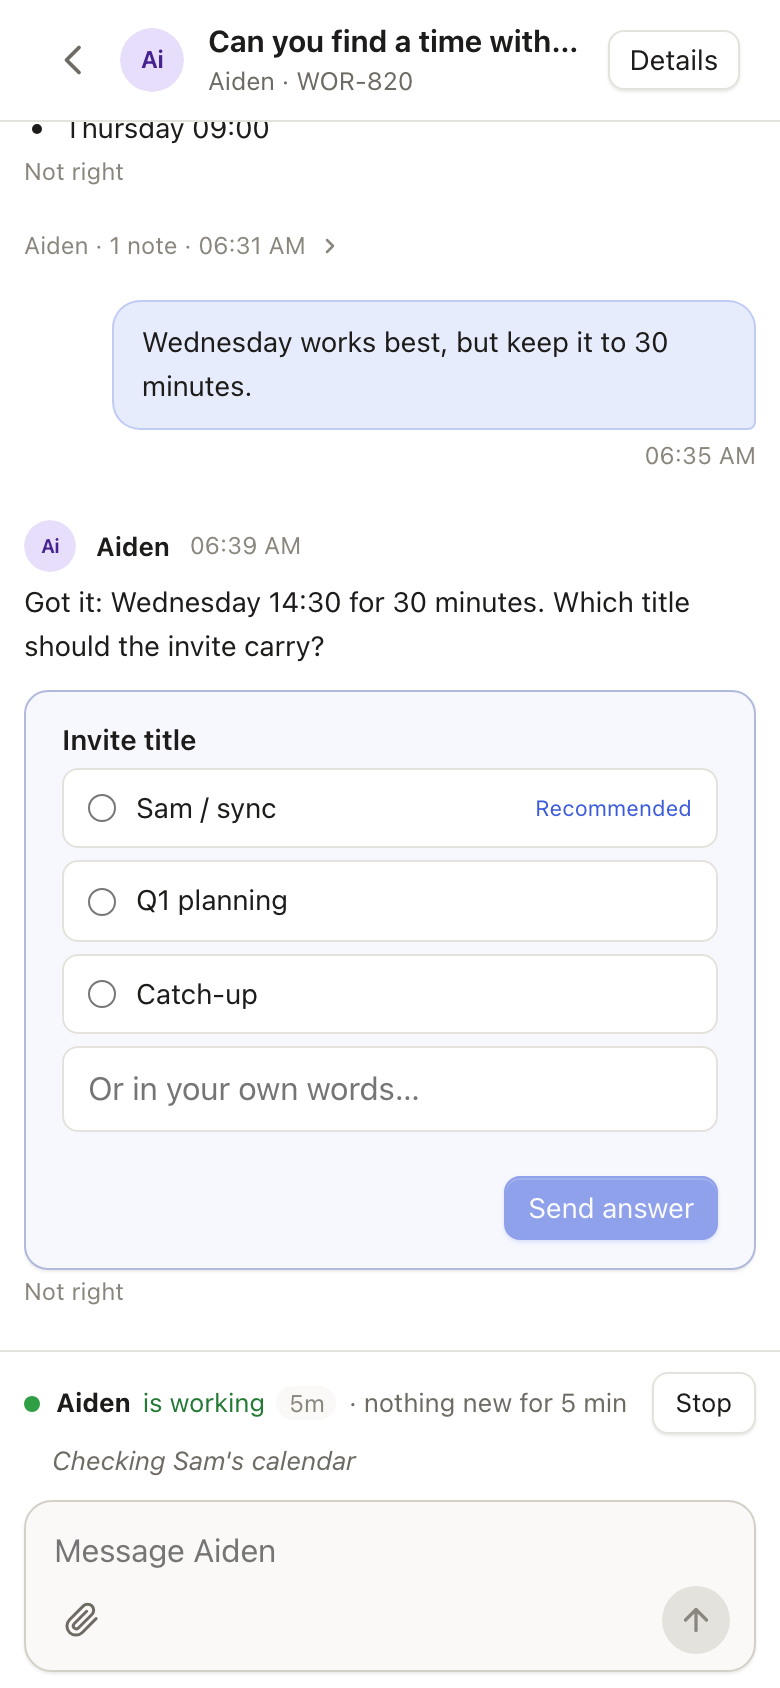 Ai
Can you find a time with...
Aiden · WOR-820
Details
Thursday 09:00
Not right
Aiden · 1 note · 06:31 AM
Wednesday works best, but keep it to 30
minutes.
06:35 AM
Ai Aiden 06:39 AM
Got it: Wednesday 14:30 for 30 minutes. Which title
should the invite carry?
Invite title
Sam / sync Recommended
Q1 planning
Catch-up
Or in your own words...
Send answer
Not right
Aiden is working 5m · nothing new for 5 min Stop
Checking Sam's calendar
Message Aiden